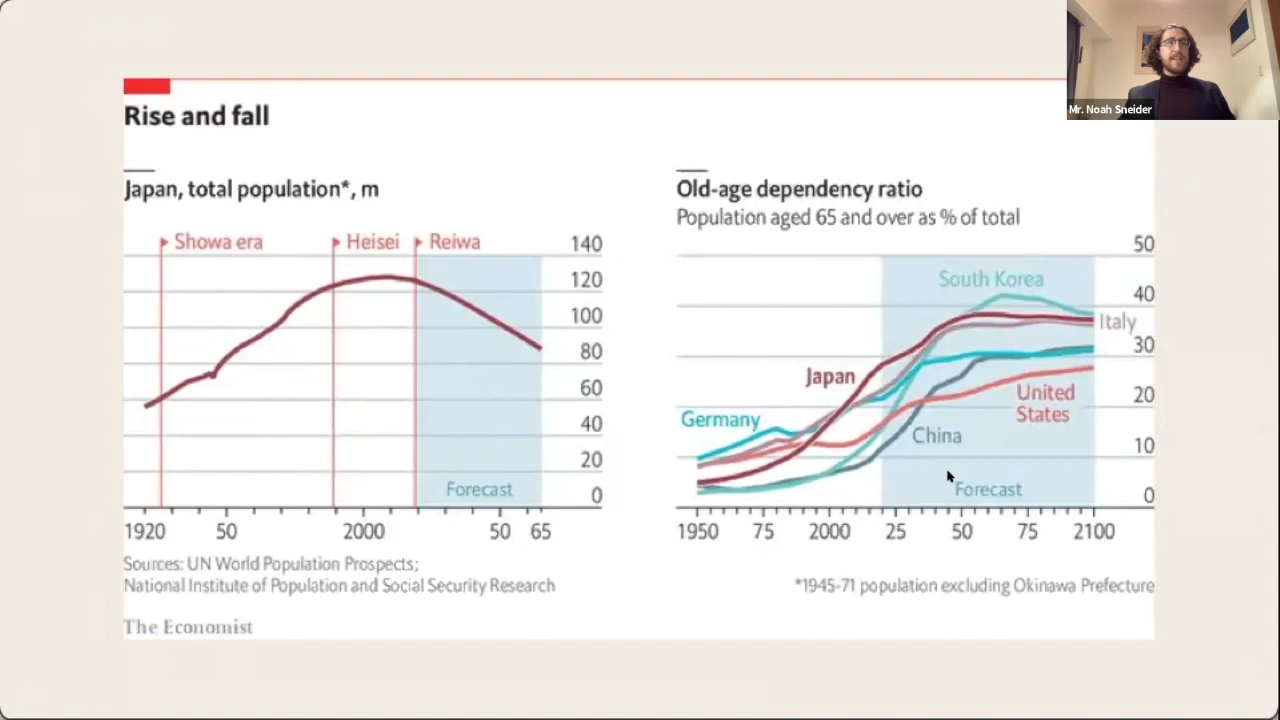 Mr. Noah Sneider
Rise and fall
Japan, total population*, m
Showa era
Heisei
Reiwa
140
120
100
80
60
40
20
0
Forecast
1920
50
2000
50
65
Sources: UN World Population Prospects;
National Institute of Population and Social Security Research
The Economist
Old-age dependency ratio
Population aged 65 and over as % of total
50
40
30
20
10
0
South Korea
Italy
Japan
United
States
Germany
China
Forecast
1950
75
2000
25
50
75
2100
*1945-71 population excluding Okinawa Prefecture